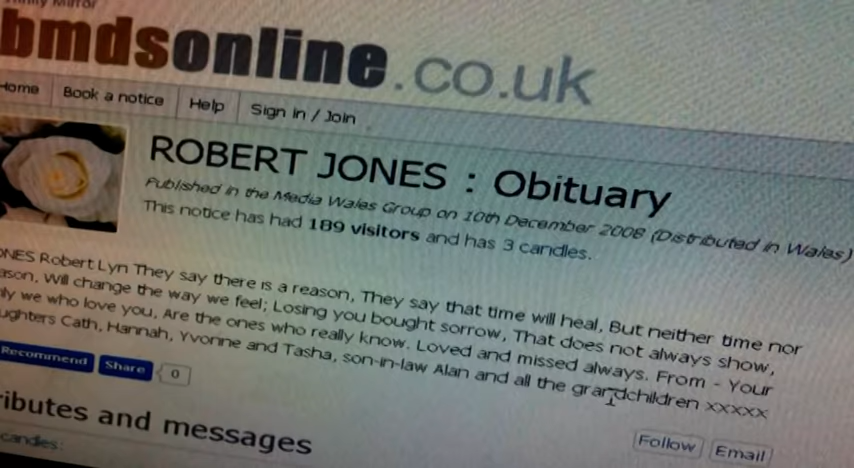 bmdsonline.co.uk
Home Book a notice Help Sign in / Join
ROBERT JONES : Obituary
Published in the Media Wales Group on 10th December 2008 (Distributed in Wales)
This notice has had 189 visitors and has 3 candles.
ONES Robert Lyn They say there is a reason, They say that time will heal, But neither time nor
ason, Will change the way we feel; Losing you bought sorrow, That does not always show,
nly we who love you, Are the ones who really know. Loved and missed always. From - Your
ughters Cath, Hannah, Yvonne and Tasha, son-in-law Alan and all the grandchildren xxxxx
Recommend Share 0
ributes and messages
Follow Email
candles: